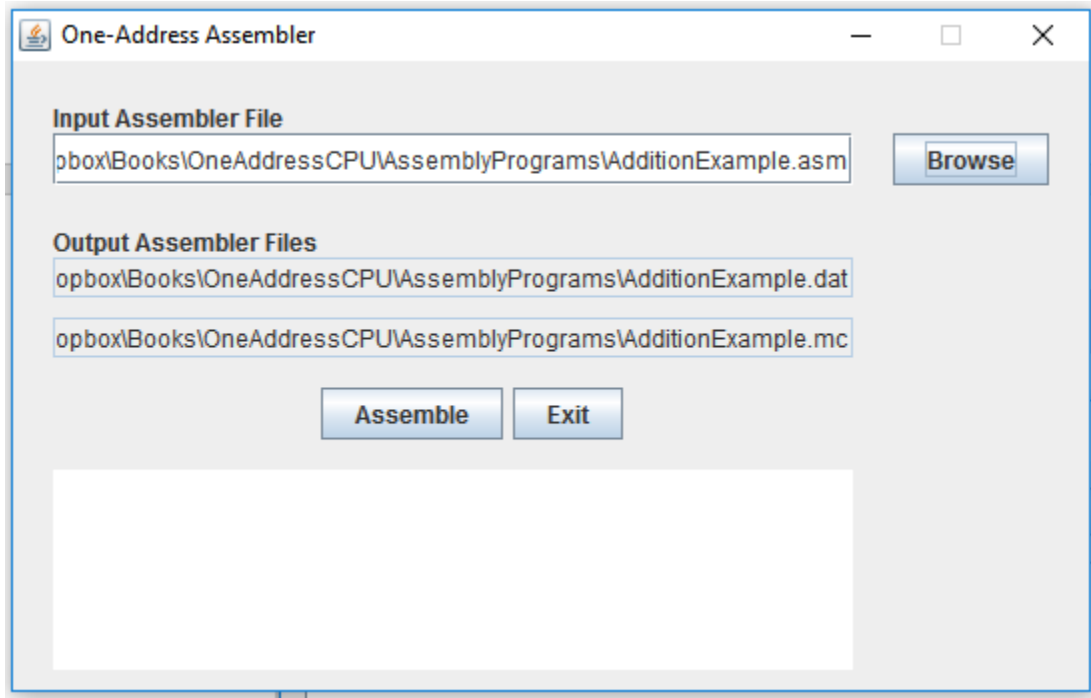 One-Address Assembler
Input Assembler File
pbox\Books\OneAddressCPU\AssemblyPrograms\AdditionExample.asm
Browse
Output Assembler Files
opbox\Books\OneAddressCPU\AssemblyPrograms\AdditionExample.dat
opbox\Books\OneAddressCPU\AssemblyPrograms\AdditionExample.mc
Assemble Exit